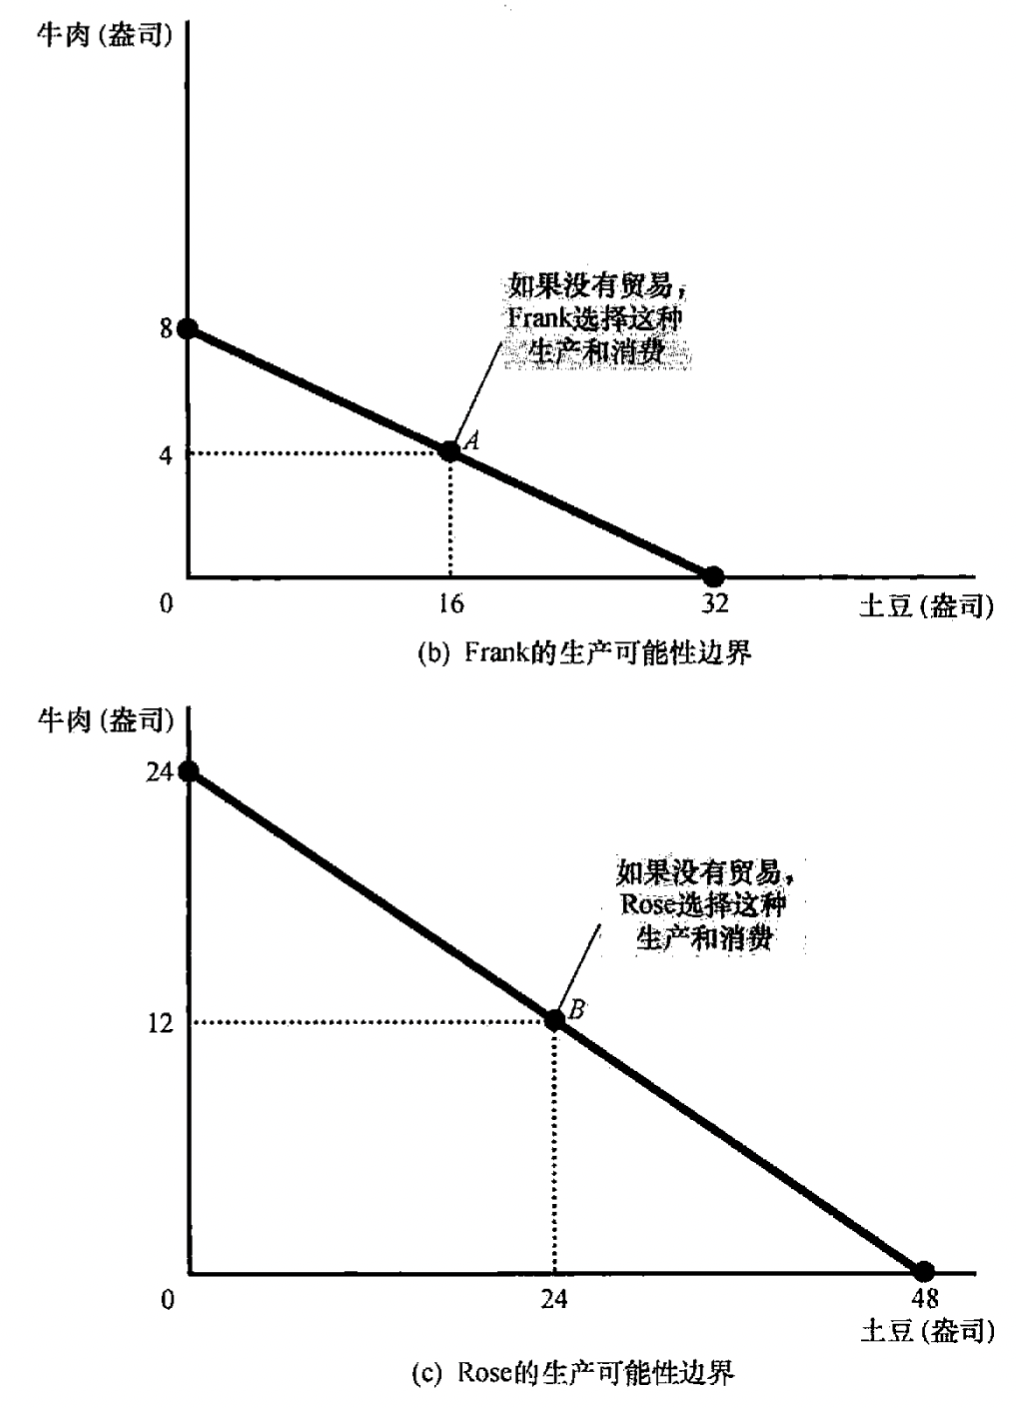 牛肉(盎司)
如果没有贸易，
Frank选择这种
生产和消费
8
A
4
0
16
32
土豆(盎司)
(b) Frank的生产可能性边界
牛肉(盎司)
24
如果没有贸易，
Rose选择这种
生产和消费
B
12
0
24
48
土豆(盎司)
(c) Rose的生产可能性边界